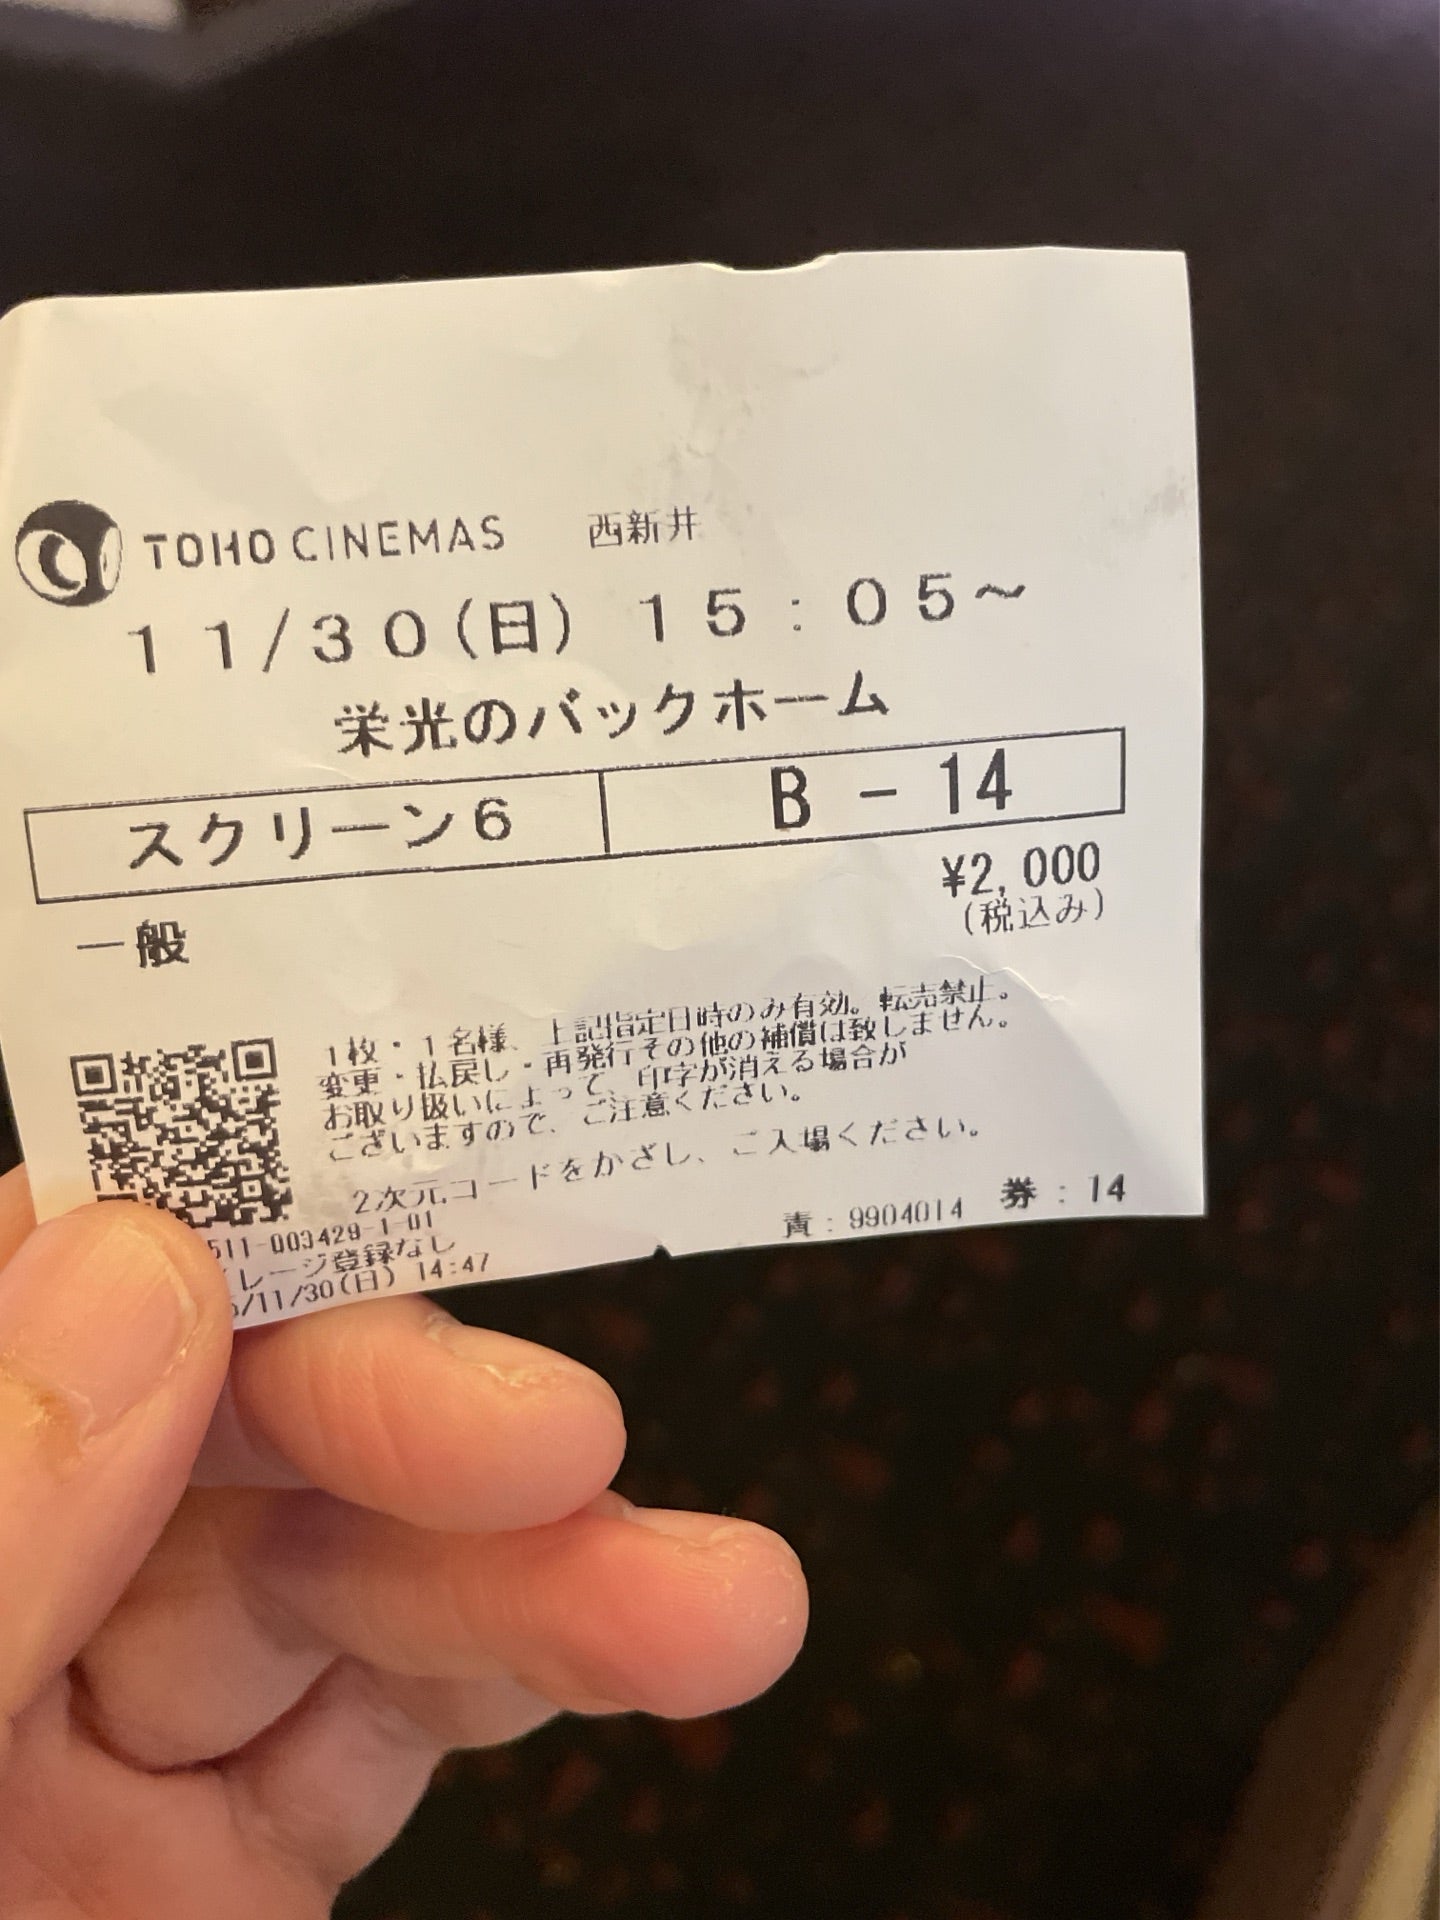 TOHO CINEMAS 西新井
11/30(日) 15:05~
栄光のバックホーム
スクリーン6 B-14
¥2,000
(税込み)
一般
1枚・1名様、上記指定日時のみ有効。転売禁止。
変更・払戻し・再発行その他の補償は致しません。
お取り扱いによって、印字が消える場合が
ございますので、ご注意ください。
2次元コードをかざし、ご入場ください。
511-003429-1-01
レージ登録なし
/11/30(日) 14:47
責:9904014 券:14